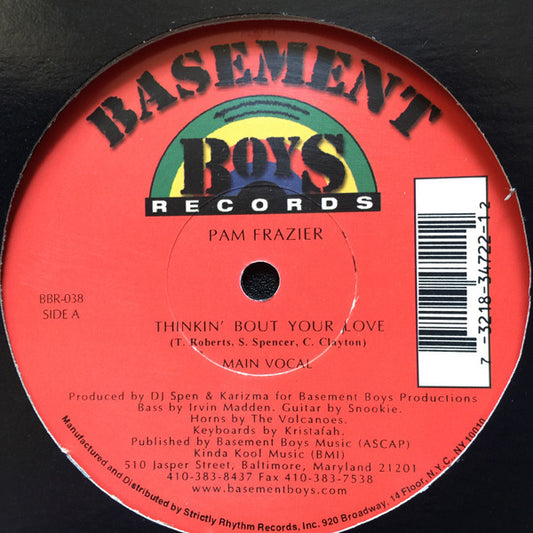 BASEMENT
BOYS
RECORDS
PAM FRAZIER
BBR-038
SIDE A
THINKIN' BOUT YOUR LOVE
(T. Roberts, S. Spencer, C. Clayton)
MAIN VOCAL
Produced by DJ Spen & Karizma for Basement Boys Productions
Bass by Irvin Madden. Guitar by Snookie.
Horns by The Volcanoes.
Keyboards by Kristafah.
Published by Basement Boys Music (ASCAP)
Kinda Kool Music (BMI)
510 Jasper Street, Baltimore, Maryland 21201
410-383-8437 Fax 410-383-7538
www.basementboys.com
Manufactured and Distributed by Strictly Rhythm Records, Inc. 920 Broadway, 14 Floor, N.Y.C., NY 10010
7 -3218-34722-1 2